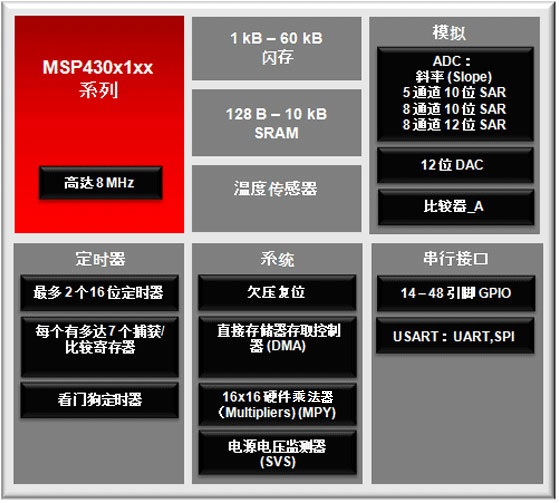 MSP430x1xx
系列
高达 8 MHz
1 kB – 60 kB
闪存
128 B – 10 kB
SRAM
温度传感器
模拟
ADC：
斜率 (Slope)
5 通道 10 位 SAR
8 通道 10 位 SAR
8 通道 12 位 SAR
12 位 DAC
比较器_A
定时器
最多 2 个 16 位定时器
每个有多达 7 个捕获/
比较寄存器
看门狗定时器
系统
欠压复位
直接存储器存取控制
器 (DMA)
16x16 硬件乘法器
（Multipliers) (MPY)
电源电压监测器
(SVS)
串行接口
14 – 48 引脚 GPIO
USART： UART,SPI